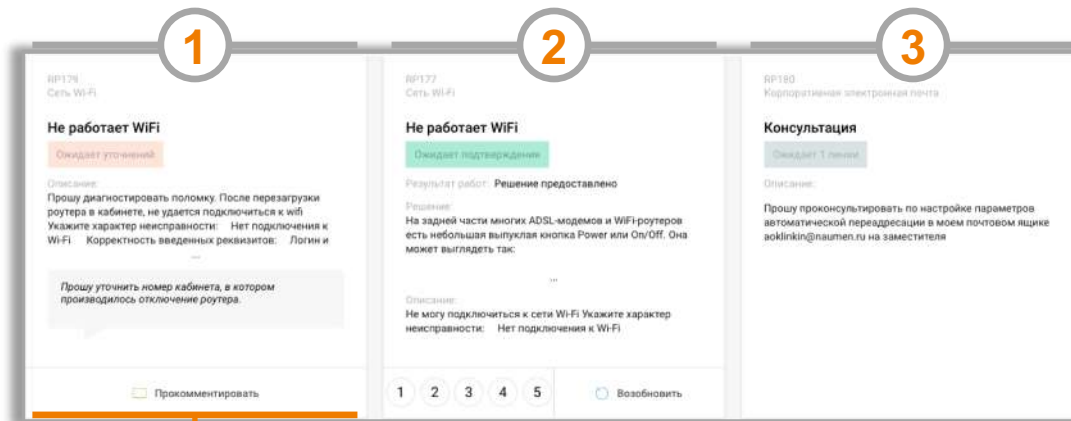 1
RP179
Сеть Wi-Fi
Не работает WiFi
Ожидает уточнений
Описание:
Прошу диагностировать поломку. После перезагрузки
роутера в кабинете, не удается подключиться к wifi
Укажите характер неисправности: Нет подключения к
Wi-Fi Корректность введенных реквизитов: Логин и
...
Прошу уточнить номер кабинета, в котором
производилось отключение роутера.
Прокомментировать
2
RP177
Сеть Wi-Fi
Не работает WiFi
Ожидает подтверждения
Результат работ: Решение предоставлено
Решение:
На задней части многих ADSL-модемов и WiFi-роутеров
есть небольшая выпуклая кнопка Power или On/Off. Она
может выглядеть так:
...
Описание:
Не могу подключиться к сети Wi-Fi Укажите характер
неисправности: Нет подключения к Wi-Fi
1 2 3 4 5 Возобновить
3
RP180
Корпоративная электронная почта
Консультация
Ожидает 1 линии
Описание:
Прошу проконсультировать по настройке параметров
автоматической переадресации в моем почтовом ящике
aoklinkin@naumen.ru на заместителя